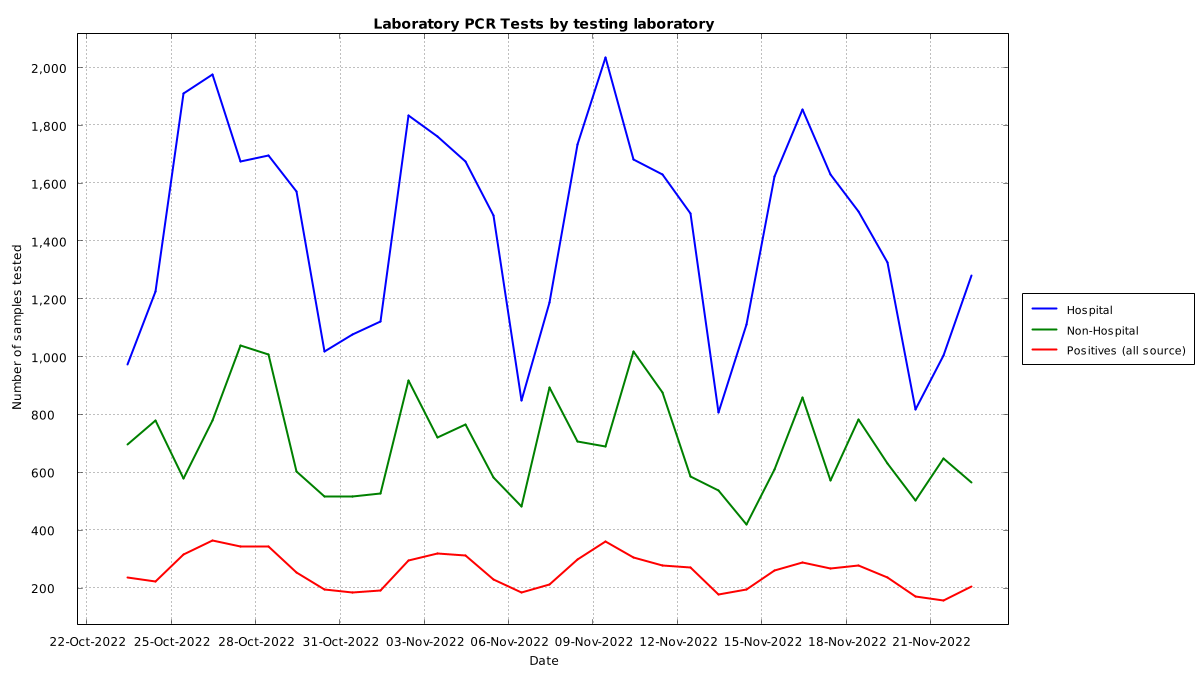 Laboratory PCR Tests by testing laboratory
Number of samples tested
2,000
1,800
1,600
1,400
1,200
1,000
800
600
400
200
22-Oct-2022 25-Oct-2022 28-Oct-2022 31-Oct-2022 03-Nov-2022 06-Nov-2022 09-Nov-2022 12-Nov-2022 15-Nov-2022 18-Nov-2022 21-Nov-2022
Date
Hospital
Non-Hospital
Positives (all source)